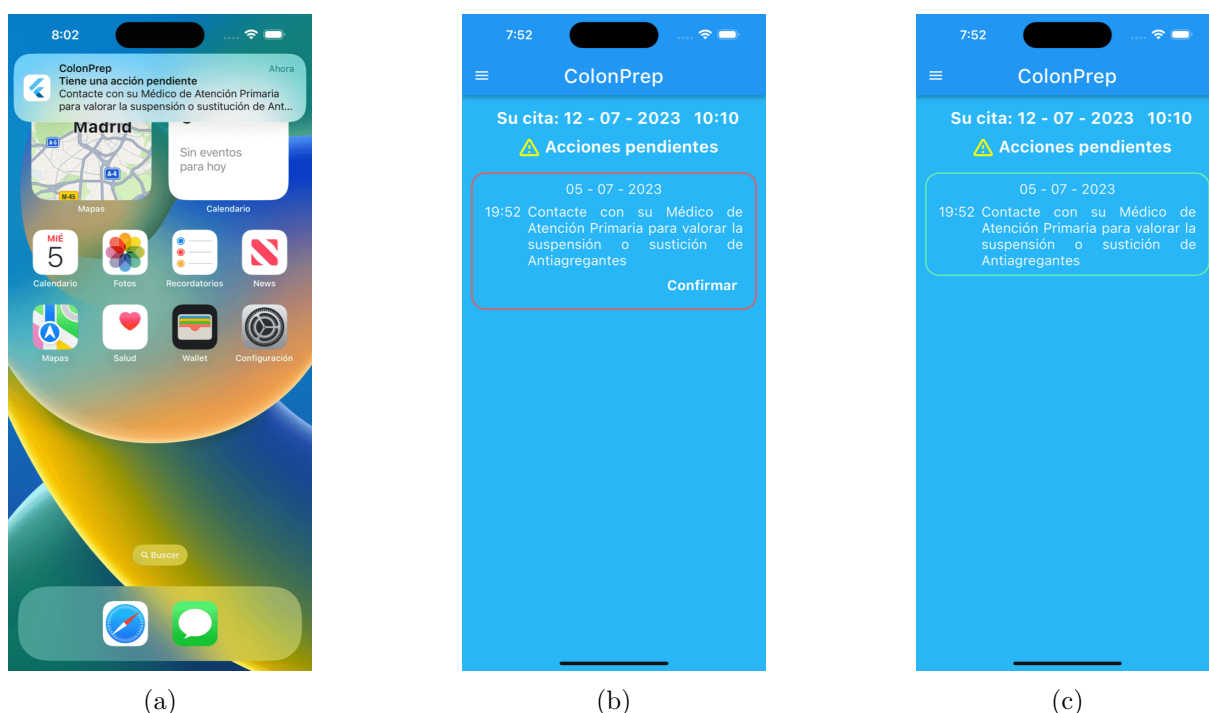 8:02
ColonPrep
Ahora
Tiene una acción pendiente
Contacte con su Médico de Atención Primaria
para valorar la suspensión o sustitución de Ant...
Madrid
A-5
A-4
M-45
Sin eventos
para hoy
Mapas
Calendario
MIÉ
5
Calendario
Fotos
Recordatorios
News
Mapas
Salud
Wallet
Configuración
Buscar
(a)
7:52
ColonPrep
Su cita: 12 - 07 - 2023 10:10
Acciones pendientes
05 - 07 - 2023
19:52 Contacte con su Médico de
Atención Primaria para valorar la
suspensión o sustición de
Antiagregantes
Confirmar
(b)
7:52
ColonPrep
Su cita: 12 - 07 - 2023 10:10
Acciones pendientes
05 - 07 - 2023
19:52 Contacte con su Médico de
Atención Primaria para valorar la
suspensión o sustición de
Antiagregantes
(c)